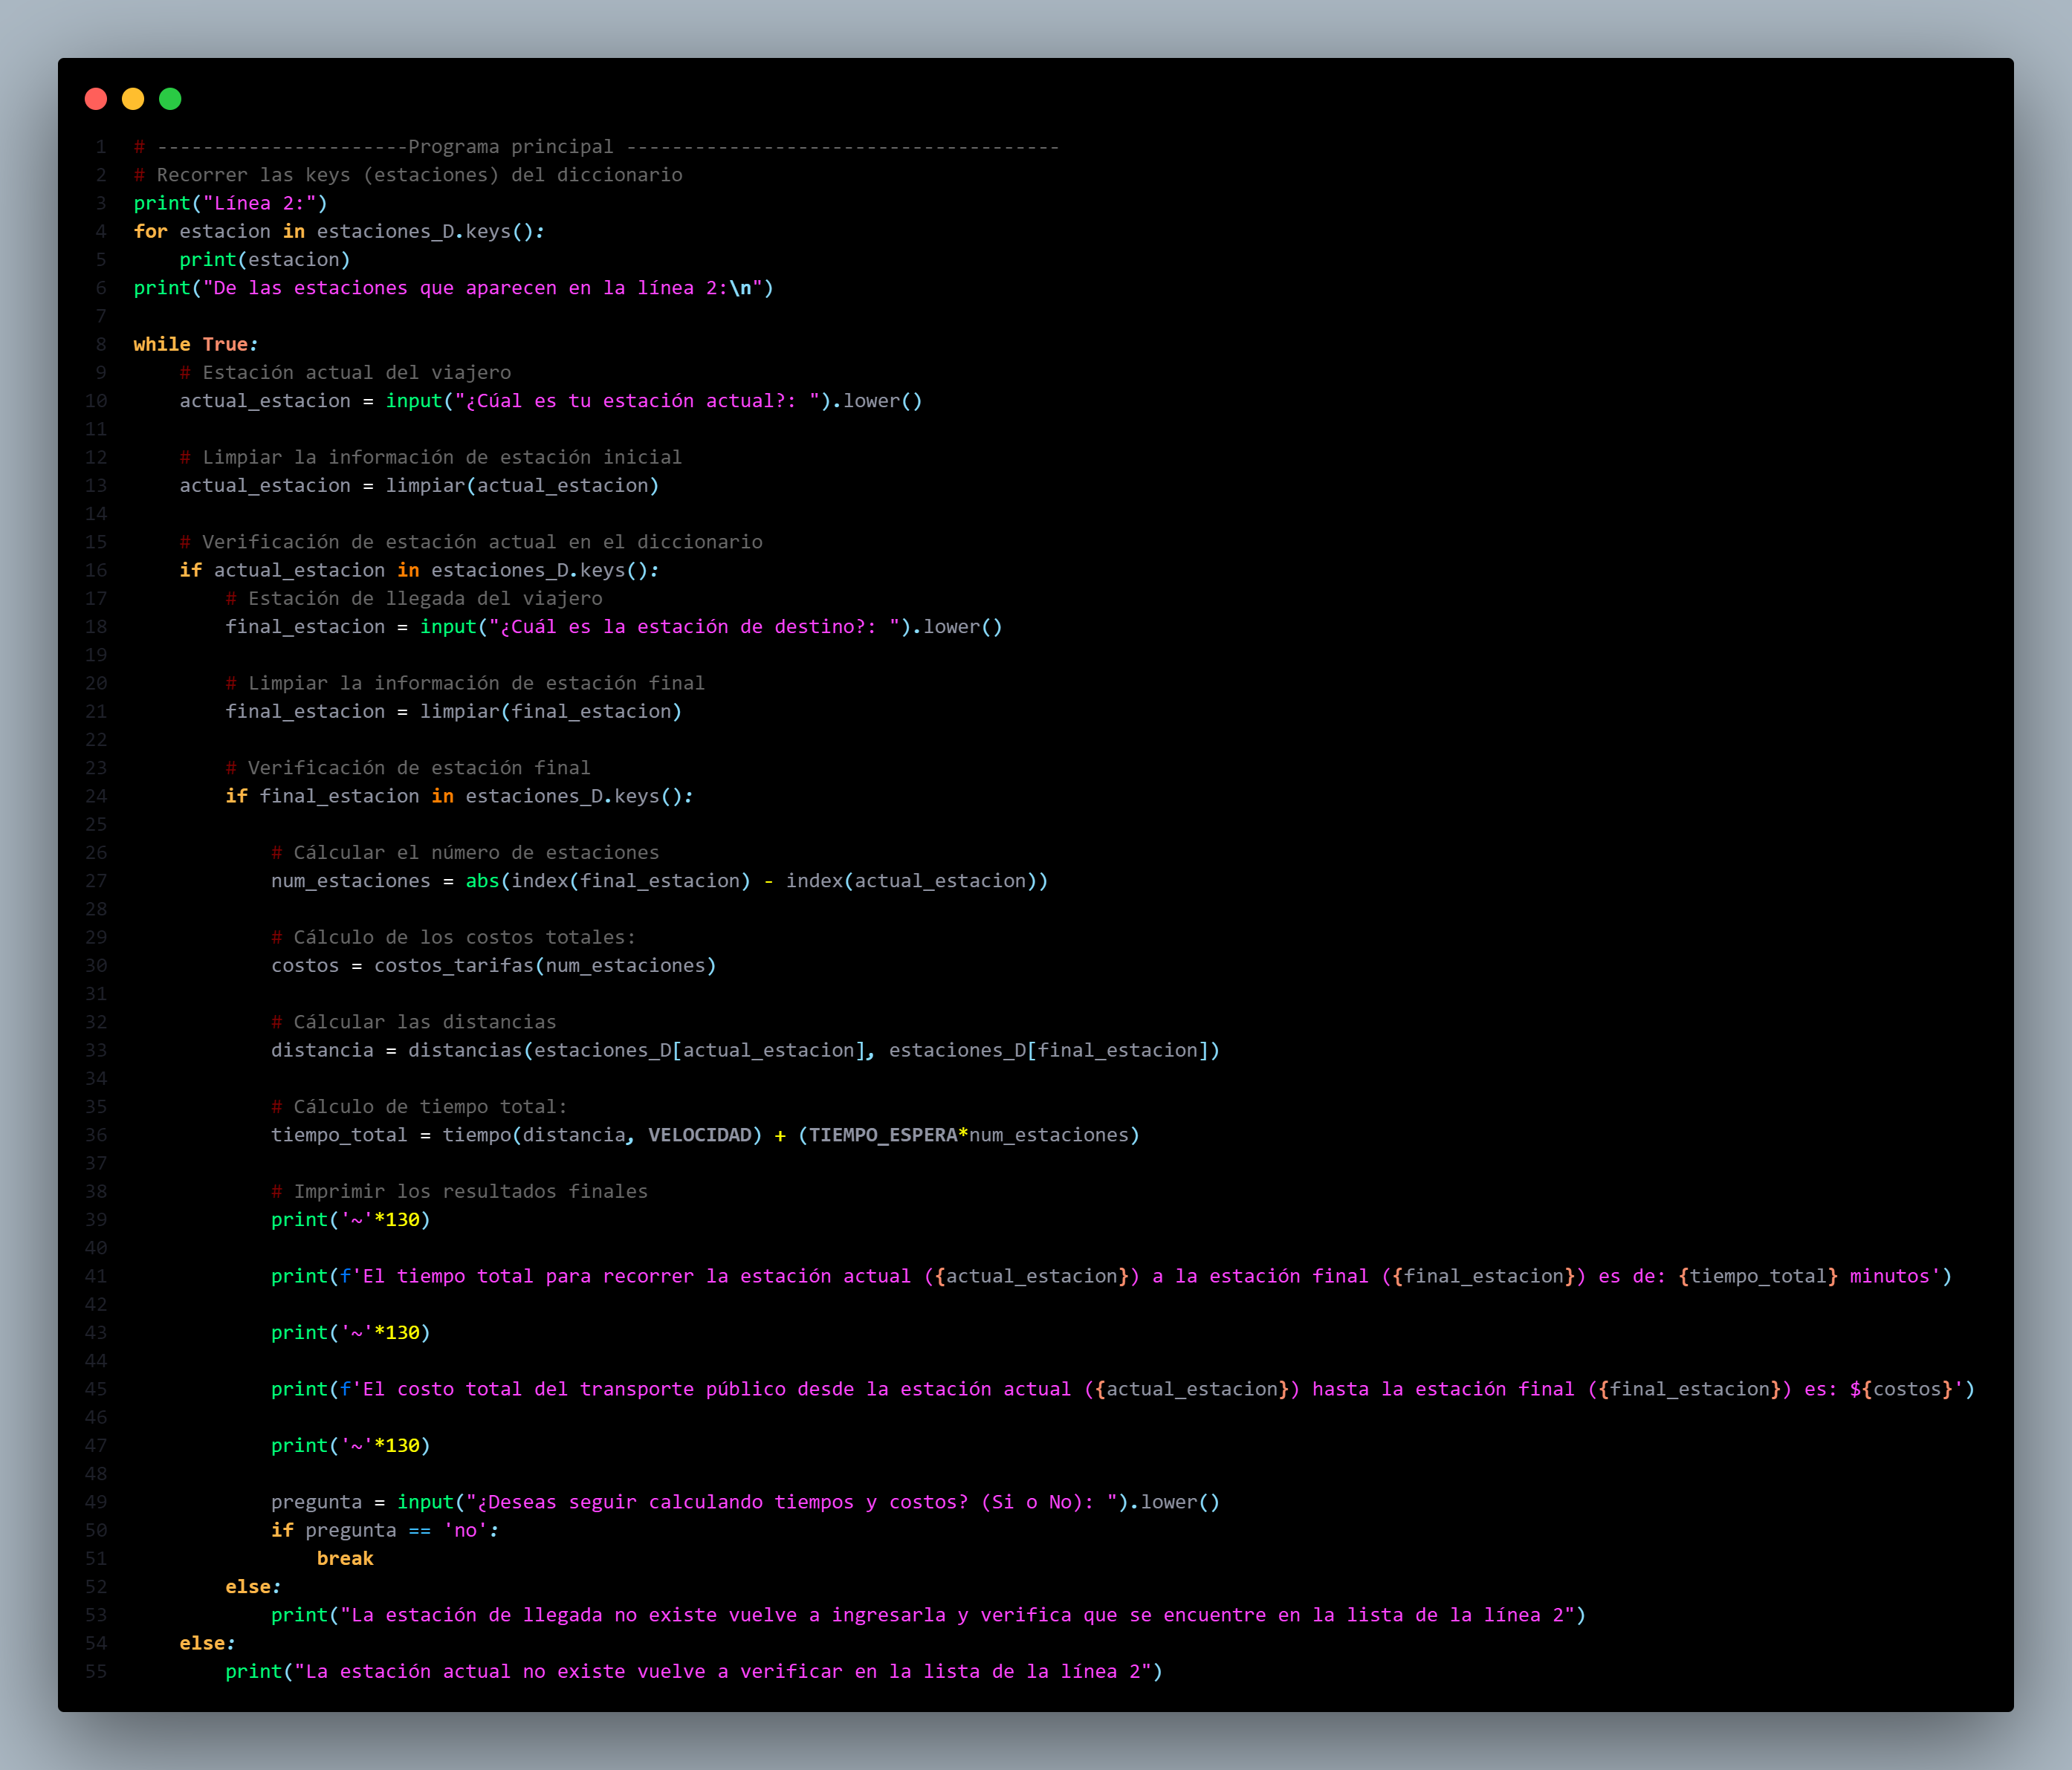 1 # ----------------------Programa principal --------------------------------------
2 # Recorrer las keys (estaciones) del diccionario
3 print("Línea 2:")
4 for estacion in estaciones_D.keys():
5     print(estacion)
6 print("De las estaciones que aparecen en la línea 2:\n")
7
8 while True:
9     # Estación actual del viajero
10     actual_estacion = input("¿Cúal es tu estación actual?: ").lower()
11
12     # Limpiar la información de estación inicial
13     actual_estacion = limpiar(actual_estacion)
14
15     # Verificación de estación actual en el diccionario
16     if actual_estacion in estaciones_D.keys():
17         # Estación de llegada del viajero
18         final_estacion = input("¿Cuál es la estación de destino?: ").lower()
19
20         # Limpiar la información de estación final
21         final_estacion = limpiar(final_estacion)
22
23         # Verificación de estación final
24         if final_estacion in estaciones_D.keys():
25
26             # Cálcular el número de estaciones
27             num_estaciones = abs(index(final_estacion) - index(actual_estacion))
28
29             # Cálculo de los costos totales:
30             costos = costos_tarifas(num_estaciones)
31
32             # Cálcular las distancias
33             distancia = distancias(estaciones_D[actual_estacion], estaciones_D[final_estacion])
34
35             # Cálculo de tiempo total:
36             tiempo_total = tiempo(distancia, VELOCIDAD) + (TIEMPO_ESPERA*num_estaciones)
37
38             # Imprimir los resultados finales
39             print('~'*130)
40
41             print(f'El tiempo total para recorrer la estación actual ({actual_estacion}) a la estación final ({final_estacion}) es de: {tiempo_total} minutos')
42
43             print('~'*130)
44
45             print(f'El costo total del transporte público desde la estación actual ({actual_estacion}) hasta la estación final ({final_estacion}) es: ${costos}')
46
47             print('~'*130)
48
49             pregunta = input("¿Deseas seguir calculando tiempos y costos? (Si o No): ").lower()
50             if pregunta == 'no':
51                 break
52         else:
53             print("La estación de llegada no existe vuelve a ingresarla y verifica que se encuentre en la lista de la línea 2")
54     else:
55         print("La estación actual no existe vuelve a verificar en la lista de la línea 2")